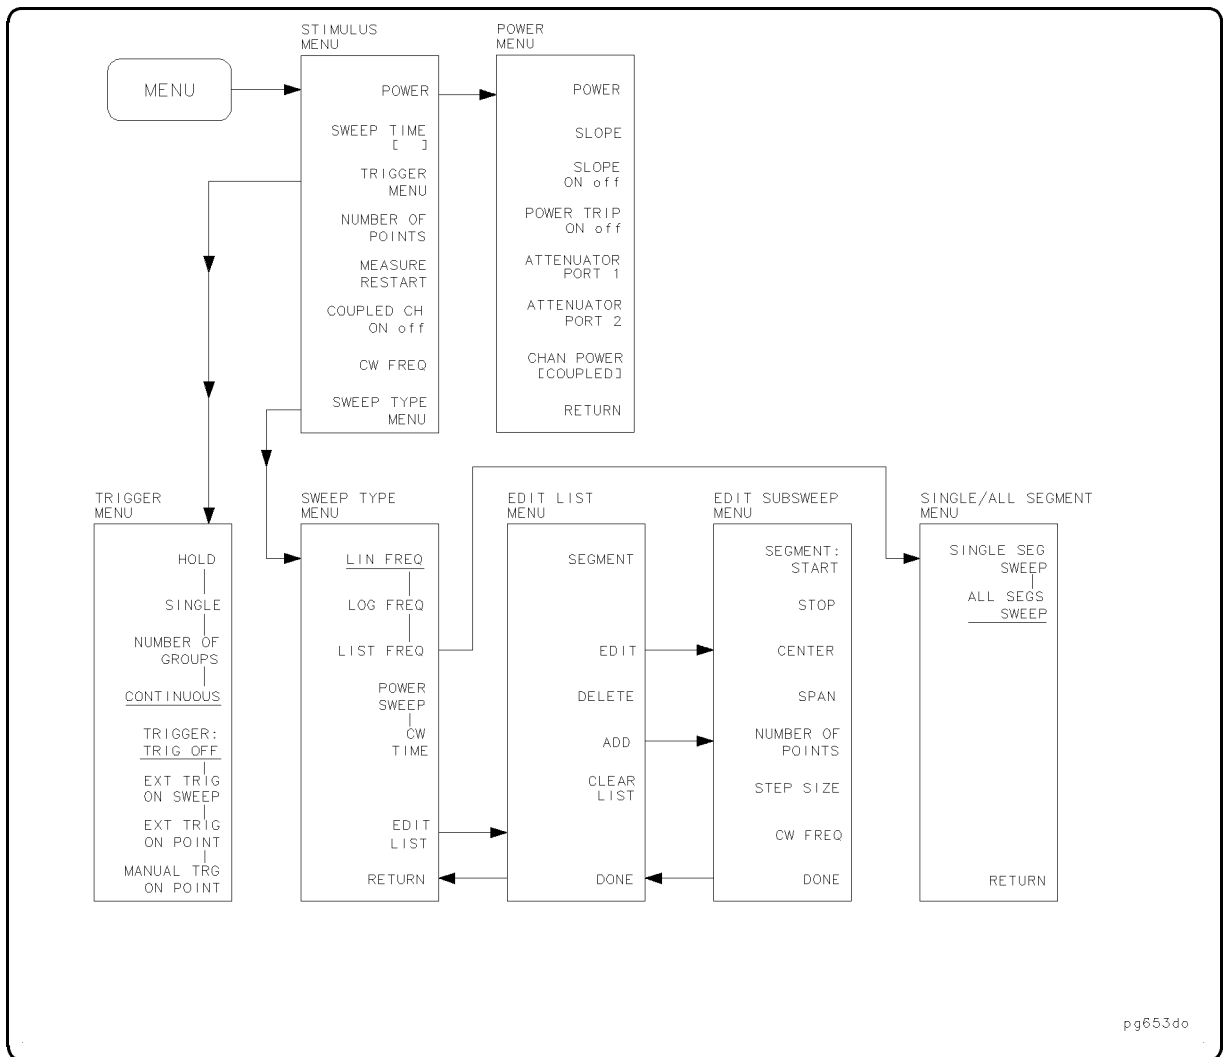 MENU
STIMULUS
MENU
POWER
SWEEP TIME
[ ]
TRIGGER
MENU
NUMBER OF
POINTS
MEASURE
RESTART
COUPLED CH
ON off
CW FREQ
SWEEP TYPE
MENU
POWER
MENU
POWER
SLOPE
SLOPE
ON off
POWER TRIP
ON off
ATTENUATOR
PORT 1
ATTENUATOR
PORT 2
CHAN POWER
[COUPLED]
RETURN
TRIGGER
MENU
HOLD
SINGLE
NUMBER OF
GROUPS
CONTINUOUS
TRIGGER:
TRIG OFF
EXT TRIG
ON SWEEP
EXT TRIG
ON POINT
MANUAL TRG
ON POINT
SWEEP TYPE
MENU
LIN FREQ
LOG FREQ
LIST FREQ
POWER
SWEEP
CW
TIME
EDIT
LIST
RETURN
EDIT LIST
MENU
SEGMENT
EDIT
DELETE
ADD
CLEAR
LIST
DONE
EDIT SUBSWEEP
MENU
SEGMENT:
START
STOP
CENTER
SPAN
NUMBER OF
POINTS
STEP SIZE
CW FREQ
DONE
SINGLE/ALL SEGMENT
MENU
SINGLE SEG
SWEEP
ALL SEGS
SWEEP
RETURN
pg653do